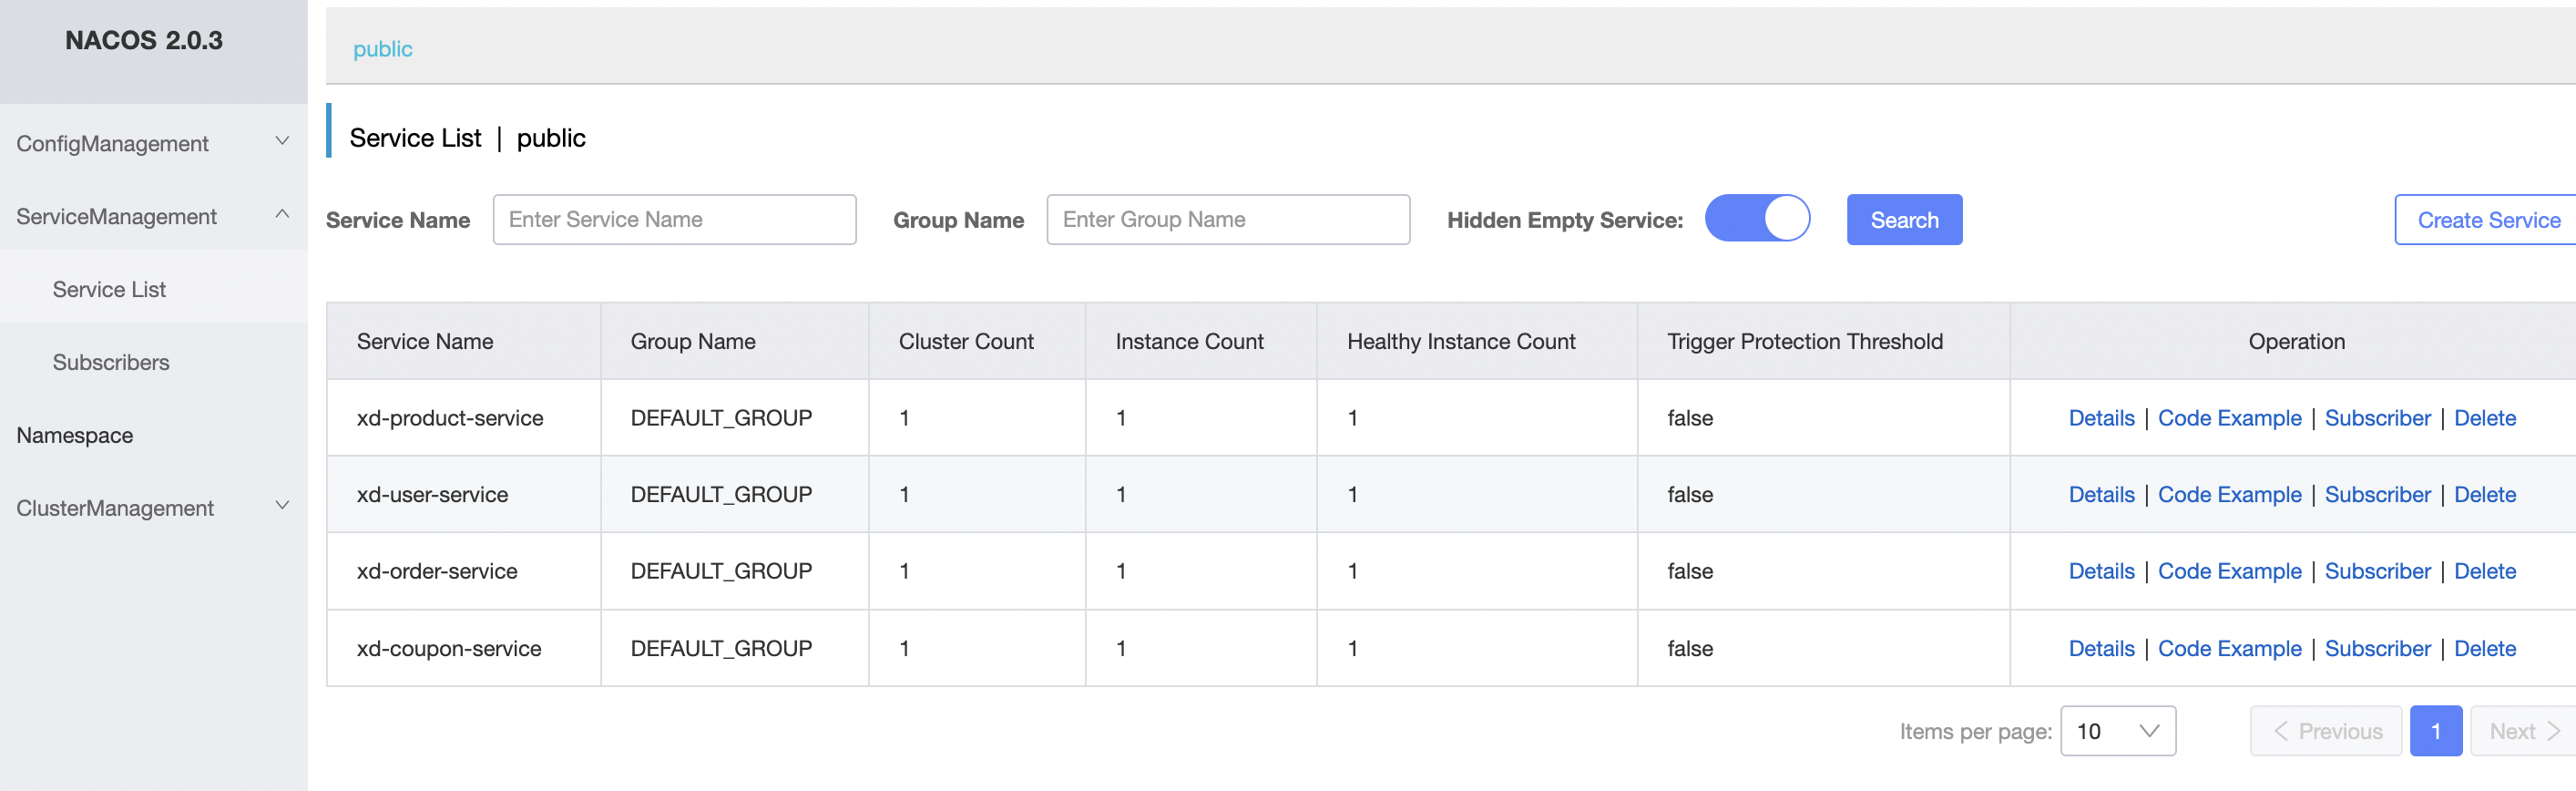 NACOS 2.0.3
ConfigManagement
ServiceManagement
Service List
Subscribers
Namespace
ClusterManagement
public
Service List | public
Service Name Enter Service Name Group Name Enter Group Name Hidden Empty Service: Search Create Service
Service Name Group Name Cluster Count Instance Count Healthy Instance Count Trigger Protection Threshold Operation
xd-product-service DEFAULT_GROUP 1 1 1 false Details | Code Example | Subscriber | Delete
xd-user-service DEFAULT_GROUP 1 1 1 false Details | Code Example | Subscriber | Delete
xd-order-service DEFAULT_GROUP 1 1 1 false Details | Code Example | Subscriber | Delete
xd-coupon-service DEFAULT_GROUP 1 1 1 false Details | Code Example | Subscriber | Delete
Items per page: 10 Previous 1 Next